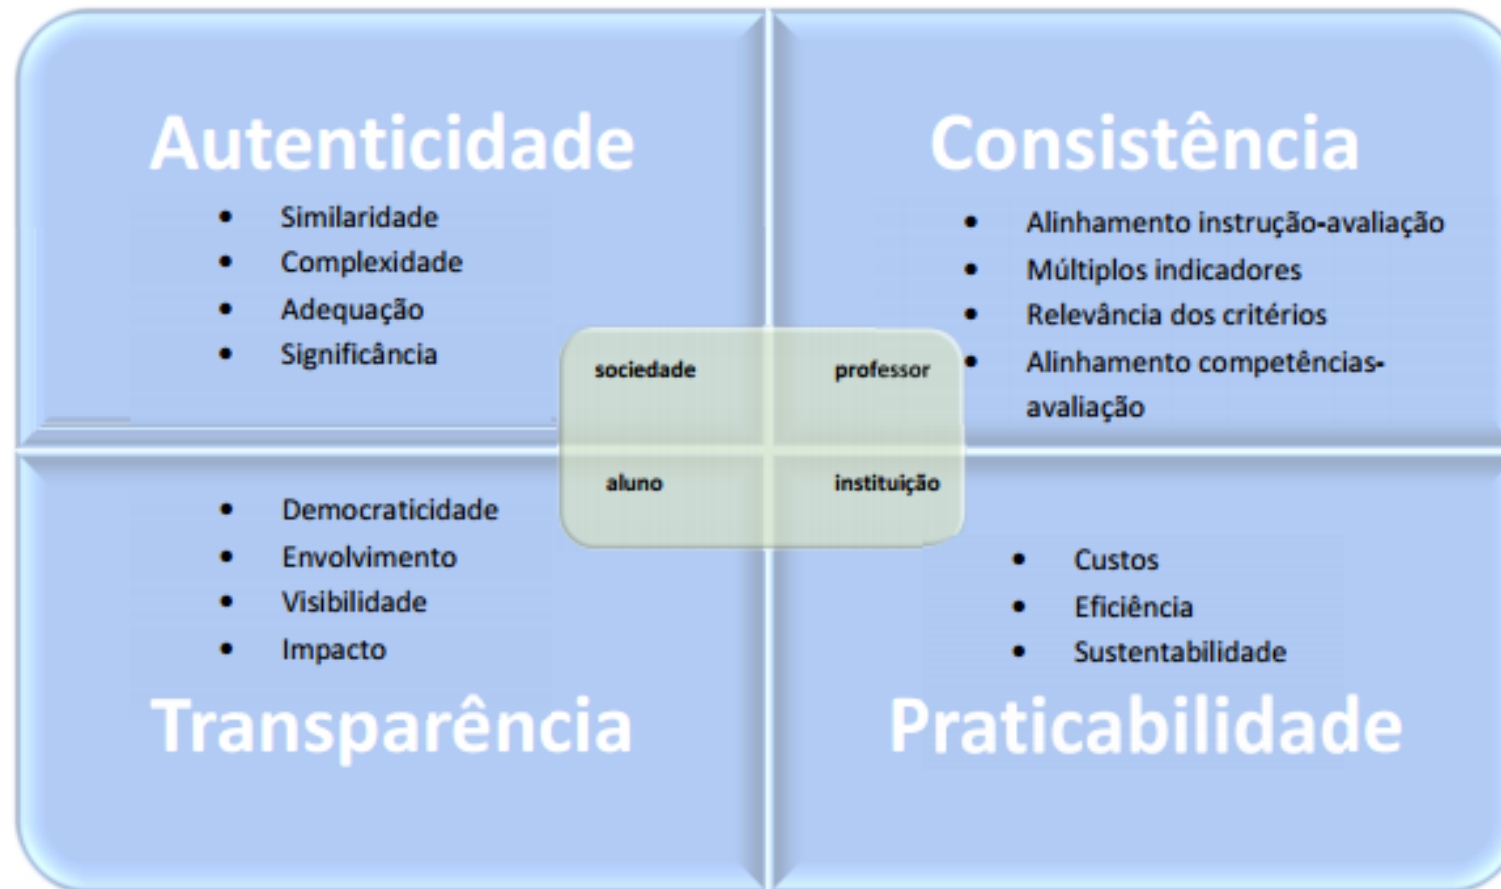 Autenticidade
• Similaridade
• Complexidade
• Adequação
• Significância
Consistência
• Alinhamento instrução-avaliação
• Múltiplos indicadores
• Relevância dos critérios
• Alinhamento competências-
avaliação
sociedade
professor
aluno
instituição
• Democraticidade
• Envolvimento
• Visibilidade
• Impacto
Transparência
• Custos
• Eficiência
• Sustentabilidade
Praticabilidade